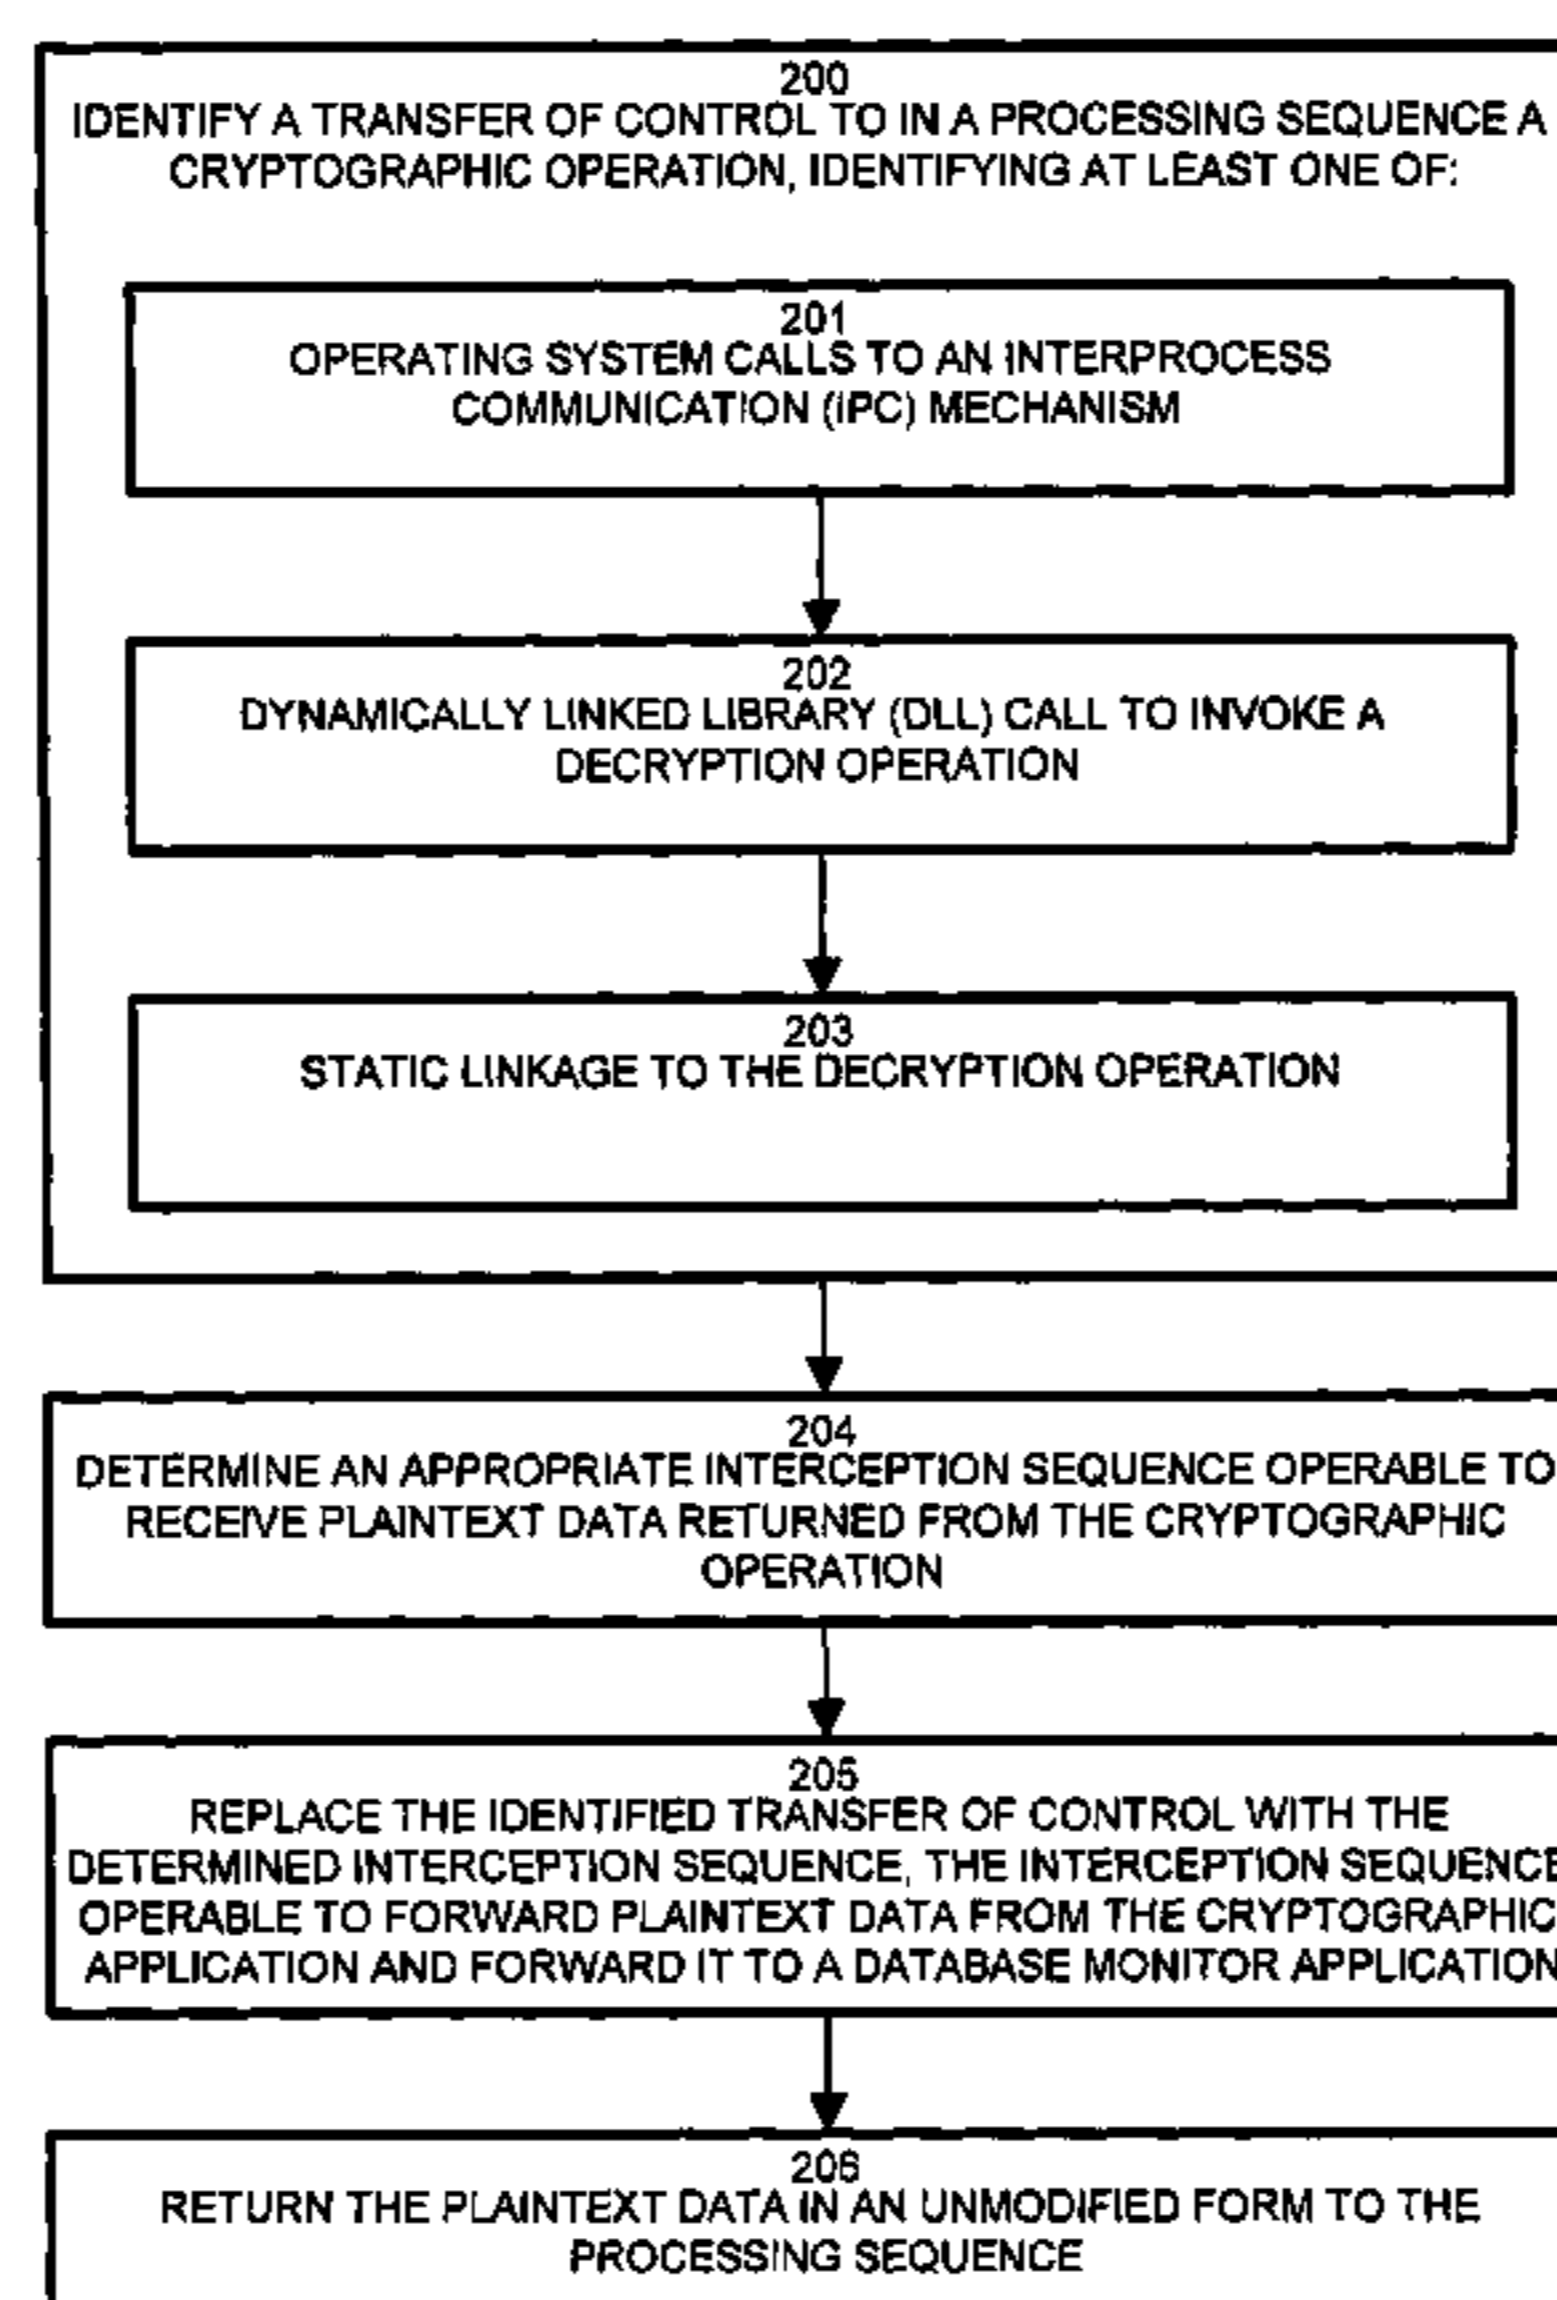 200
IDENTIFY A TRANSFER OF CONTROL TO IN A PROCESSING SEQUENCE A
CRYPTOGRAPHIC OPERATION, IDENTIFYING AT LEAST ONE OF:
201
OPERATING SYSTEM CALLS TO AN INTERPROCESS
COMMUNICATION (IPC) MECHANISM
202
DYNAMICALLY LINKED LIBRARY (DLL) CALL TO INVOKE A
DECRYPTION OPERATION
203
STATIC LINKAGE TO THE DECRYPTION OPERATION
204
DETERMINE AN APPROPRIATE INTERCEPTION SEQUENCE OPERABLE TO
RECEIVE PLAINTEXT DATA RETURNED FROM THE CRYPTOGRAPHIC
OPERATION
205
REPLACE THE IDENTIFIED TRANSFER OF CONTROL WITH THE
DETERMINED INTERCEPTION SEQUENCE, THE INTERCEPTION SEQUENCE
OPERABLE TO FORWARD PLAINTEXT DATA FROM THE CRYPTOGRAPHIC
APPLICATION AND FORWARD IT TO A DATABASE MONITOR APPLICATION
206
RETURN THE PLAINTEXT DATA IN AN UNMODIFIED FORM TO THE
PROCESSING SEQUENCE